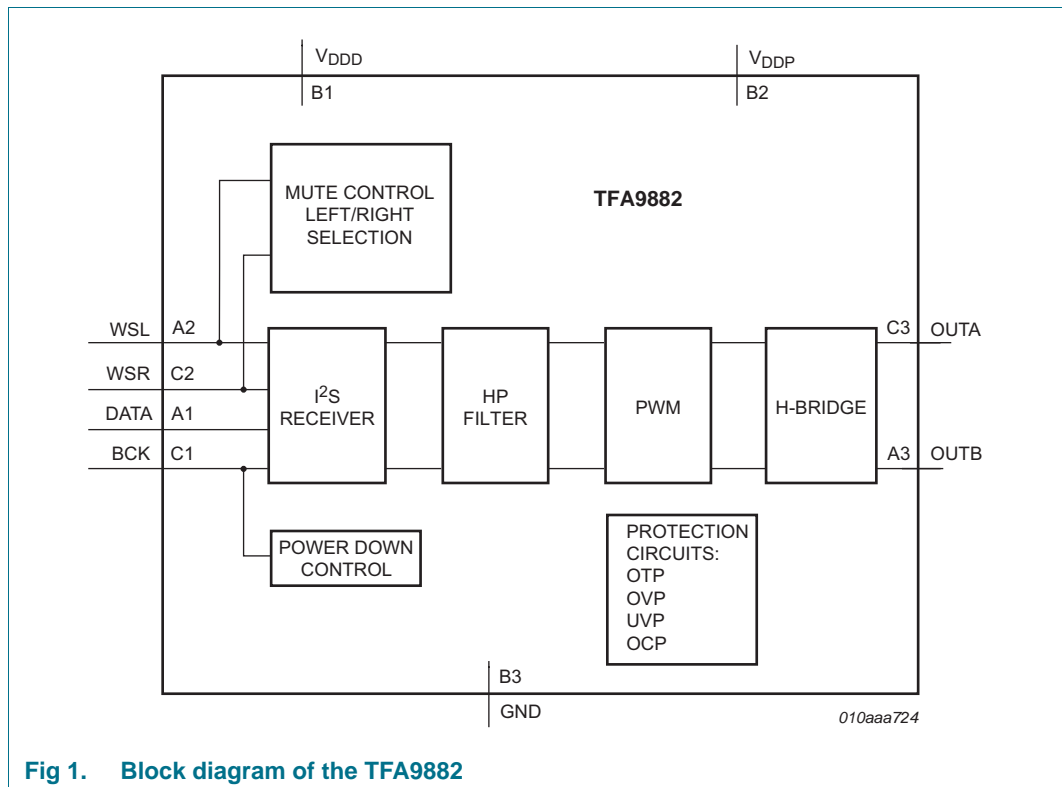 VDDD
VDDP
B1
B2
MUTE CONTROL
LEFT/RIGHT
SELECTION
TFA9882
WSL
A2
C3
OUTA
WSR
C2
DATA
A1
BCK
C1
I2S
RECEIVER
HP
FILTER
PWM
H-BRIDGE
A3
OUTB
POWER DOWN
CONTROL
PROTECTION
CIRCUITS:
OTP
OVP
UVP
OCP
B3
GND
010aaa724
Fig 1. Block diagram of the TFA9882